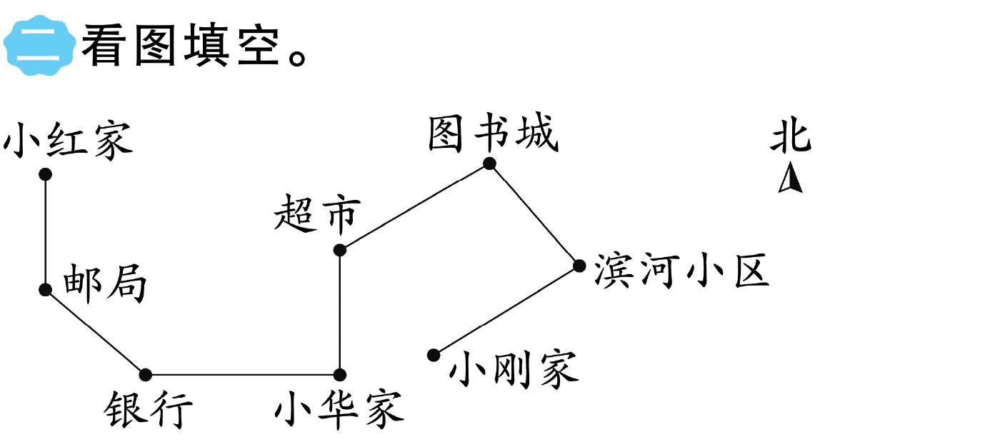 二 看图填空。
小红家
图书城
北
超市
邮局
滨河小区
小刚家
银行
小华家